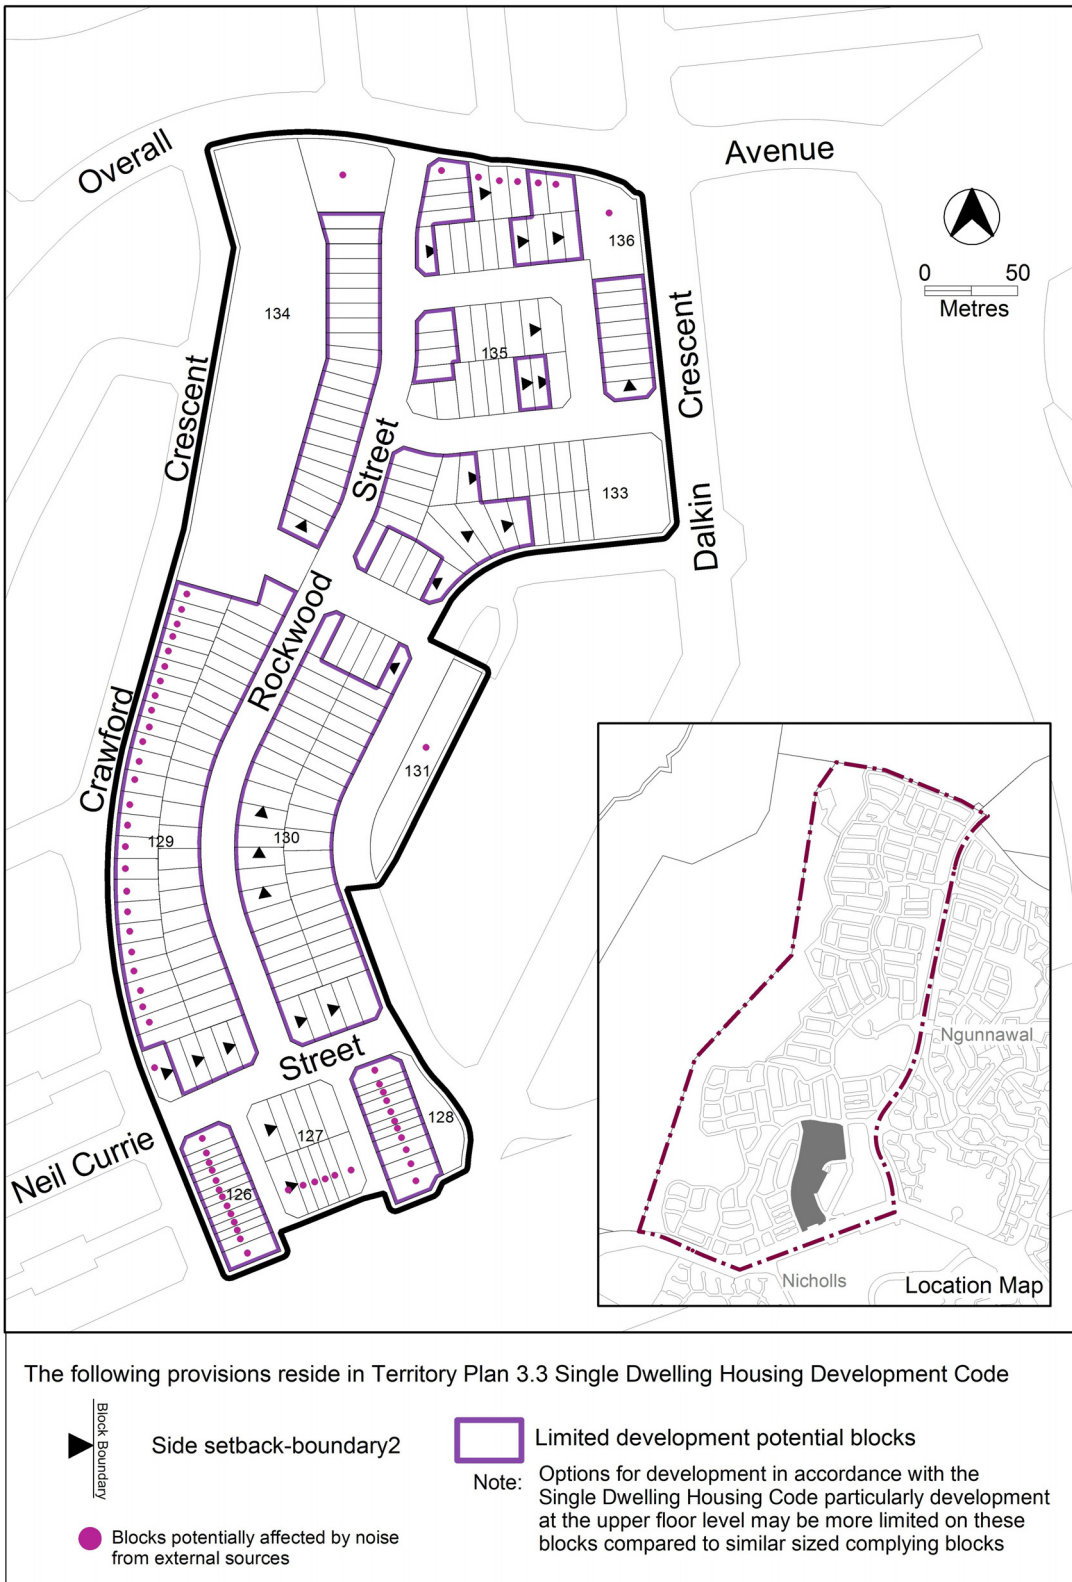 Overall
Avenue
136
0 50
Metres
134
Crescent
135
Crescent
Street
133
Dalkin
Rockwood
Crawford
131
129
130
Street
128
127
Neil Currie
126
Ngunnawal
Nicholls
Location Map
The following provisions reside in Territory Plan 3.3 Single Dwelling Housing Development Code
Block Boundary
Side setback-boundary2
Limited development potential blocks
Note: Options for development in accordance with the
Single Dwelling Housing Code particularly development
at the upper floor level may be more limited on these
blocks compared to similar sized complying blocks
Blocks potentially affected by noise
from external sources